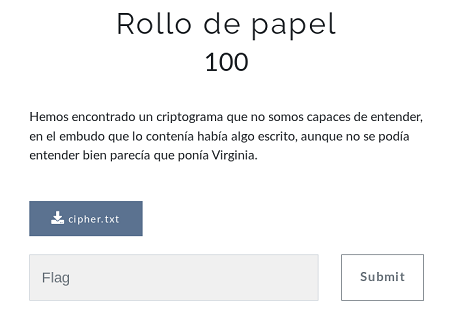 Rollo de papel
100
Hemos encontrado un criptograma que no somos capaces de entender,
en el embudo que lo contenía había algo escrito, aunque no se podía
entender bien parecía que ponía Virginia.
cipher.txt
Flag
Submit